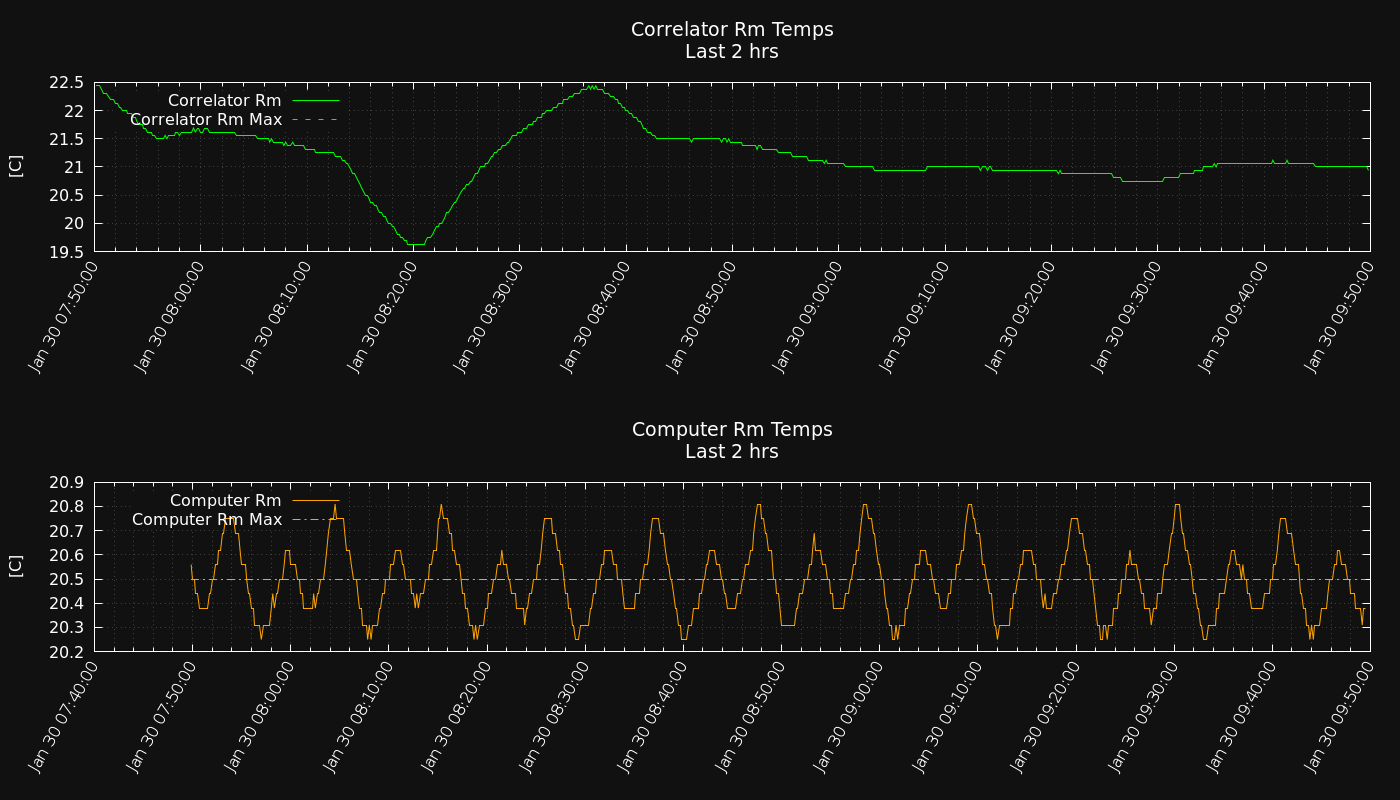 Correlator Rm Temps
Last 2 hrs
22.5
22
21.5
21
20.5
20
19.5
[C]
Correlator Rm
Correlator Rm Max
Jan 30 07:50:00
Jan 30 08:00:00
Jan 30 08:10:00
Jan 30 08:20:00
Jan 30 08:30:00
Jan 30 08:40:00
Jan 30 08:50:00
Jan 30 09:00:00
Jan 30 09:10:00
Jan 30 09:20:00
Jan 30 09:30:00
Jan 30 09:40:00
Jan 30 09:50:00
Computer Rm Temps
Last 2 hrs
20.9
20.8
20.7
20.6
20.5
20.4
20.3
20.2
[C]
Computer Rm
Computer Rm Max
Jan 30 07:40:00
Jan 30 07:50:00
Jan 30 08:00:00
Jan 30 08:10:00
Jan 30 08:20:00
Jan 30 08:30:00
Jan 30 08:40:00
Jan 30 08:50:00
Jan 30 09:00:00
Jan 30 09:10:00
Jan 30 09:20:00
Jan 30 09:30:00
Jan 30 09:40:00
Jan 30 09:50:00